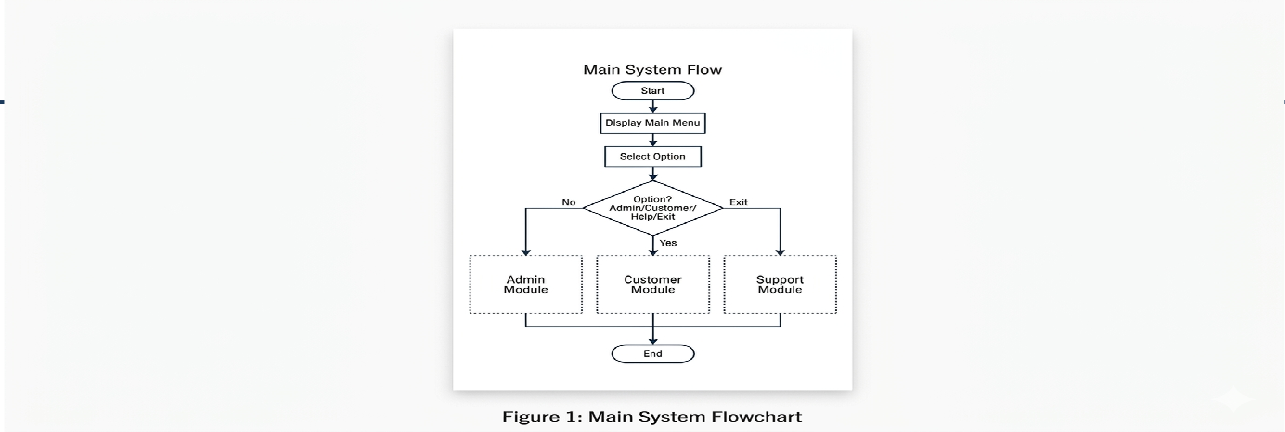 Main System Flow
Start
Display Main Menu
Select Option
Option?
Admin/Customer/
Help/Exit
No
Exit
Yes
Admin
Module
Customer
Module
Support
Module
End
Figure 1: Main System Flowchart